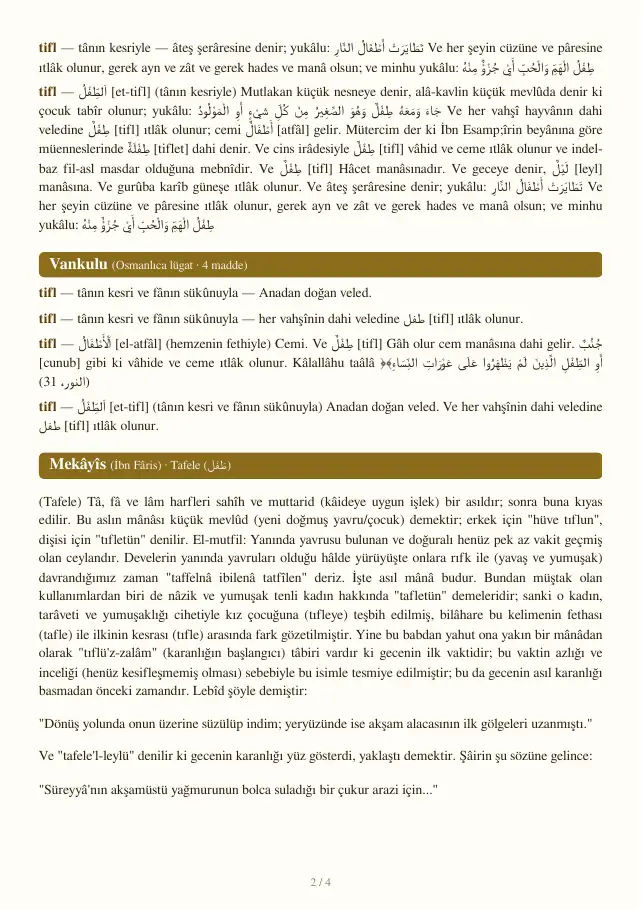 tifl — tânın kesriyle — âteş şerâresine denir; yukâlu: تَطَايَرَتْ أَطْفَالُ النَّارِ Ve her şeyin cüzüne ve pâresine
ıtlâk olunur, gerek ayn ve zât ve gerek hades ve manâ olsun; ve minhu yukâlu: طِفْلُ الْهَمِّ وَالْحُبِّ أَيْ جُزْؤٌ مِنْهُ
tifl — اَلطِّفْلُ [et-tifl] (tânın kesriyle) Mutlakan küçük nesneye denir, alâ-kavlin küçük mevlûda denir ki
çocuk tabîr olunur; yukâlu: جَاءَ وَمَعَهُ طِفْلٌ وَهُوَ الصَّغِيرُ مِنْ كُلِّ شَيْءٍ أَوِ الْمَوْلُودُ Ve her vahşî hayvânın dahi
veledine طِفْلٌ [tifl] ıtlâk olunur; cemi أَطْفَالٌ [atfâl] gelir. Mütercim der ki İbn Esamp;îrin beyânına göre
müenneslerinde طِفْلَةٌ [tiflet] dahi denir. Ve cins irâdesiyle طِفْلٌ [tifl] vâhid ve ceme ıtlâk olunur ve indel-
baz fil-asl masdar olduğuna mebnîdir. Ve طِفْلٌ [tifl] Hâcet manâsınadır. Ve geceye denir, لَيْلٌ [leyl]
manâsına. Ve gurûba karîb güneşe ıtlâk olunur. Ve âteş şerâresine denir; yukâlu: تَطَايَرَتْ أَطْفَالُ النَّارِ Ve
her şeyin cüzüne ve pâresine ıtlâk olunur, gerek ayn ve zât ve gerek hades ve manâ olsun; ve minhu
yukâlu: طِفْلُ الْهَمِّ وَالْحُبِّ أَيْ جُزْؤٌ مِنْهُ
Vankulu (Osmanlıca lügat · 4 madde)
tifl — tânın kesri ve fânın sükûnuyla — Anadan doğan veled.
tifl — tânın kesri ve fânın sükûnuyla — her vahşînin dahi veledine طفل [tifl] ıtlâk olunur.
tifl — اَلْأَطْفَالُ [el-atfâl] (hemzenin fethiyle) Cemi. Ve طِفْلٌ [tifl] Gâh olur cem manâsına dahi gelir. جُنُبٌ
[cunub] gibi ki vâhide ve ceme ıtlâk olunur. Kâlallâhu taâlâ ﴿﴿أَوِ الطِّفْلِ الَّذِينَ لَمْ يَظْهَرُوا عَلَى عَوْرَاتِ النِّسَاءِ
(النور، 31)
tifl — اَلطِّفْلُ [et-tifl] (tânın kesri ve fânın sükûnuyla) Anadan doğan veled. Ve her vahşînin dahi veledine
طفل [tifl] ıtlâk olunur.
Mekâyîs (İbn Fâris) · Tafele (طَفَلَ)
(Tafele) Tâ, fâ ve lâm harfleri sahîh ve muttarid (kâideye uygun işlek) bir asıldır; sonra buna kıyas
edilir. Bu aslın mânâsı küçük mevlûd (yeni doğmuş yavru/çocuk) demektir; erkek için "hüve tıflun",
dişisi için "tıfletün" denilir. El-mutfil: Yanında yavrusu bulunan ve doğuralı henüz pek az vakit geçmiş
olan ceylandır. Develerin yanında yavruları olduğu hâlde yürüyüşte onlara rıfk ile (yavaş ve yumuşak)
davrandığımız zaman "taffelnâ ibilenâ tatfîlen" deriz. İşte asıl mânâ budur. Bundan müştak olan
kullanımlardan biri de nâzik ve yumuşak tenli kadın hakkında "tafletün" demeleridir; sanki o kadın,
tarâveti ve yumuşaklığı cihetiyle kız çocuğuna (tıfleye) teşbih edilmiş, bilâhare bu kelimenin fethası
(tafle) ile ilkinin kesrası (tıfle) arasında fark gözetilmiştir. Yine bu babdan yahut ona yakın bir mânâdan
olarak "tıflü'z-zalâm" (karanlığın başlangıcı) tâbiri vardır ki gecenin ilk vaktidir; bu vaktin azlığı ve
inceliği (henüz kesifleşmemiş olması) sebebiyle bu isimle tesmiye edilmiştir; bu da gecenin asıl karanlığı
basmadan önceki zamandır. Lebîd şöyle demiştir:
"Dönüş yolunda onun üzerine süzülüp indim; yeryüzünde ise akşam alacasının ilk gölgeleri uzanmıştı."
Ve "tafele'l-leylü" denilir ki gecenin karanlığı yüz gösterdi, yaklaştı demektir. Şâirin şu sözüne gelince:
"Süreyyâ'nın akşamüstü yağmurunun bolca suladığı bir çukur arazi için..."
2 / 4